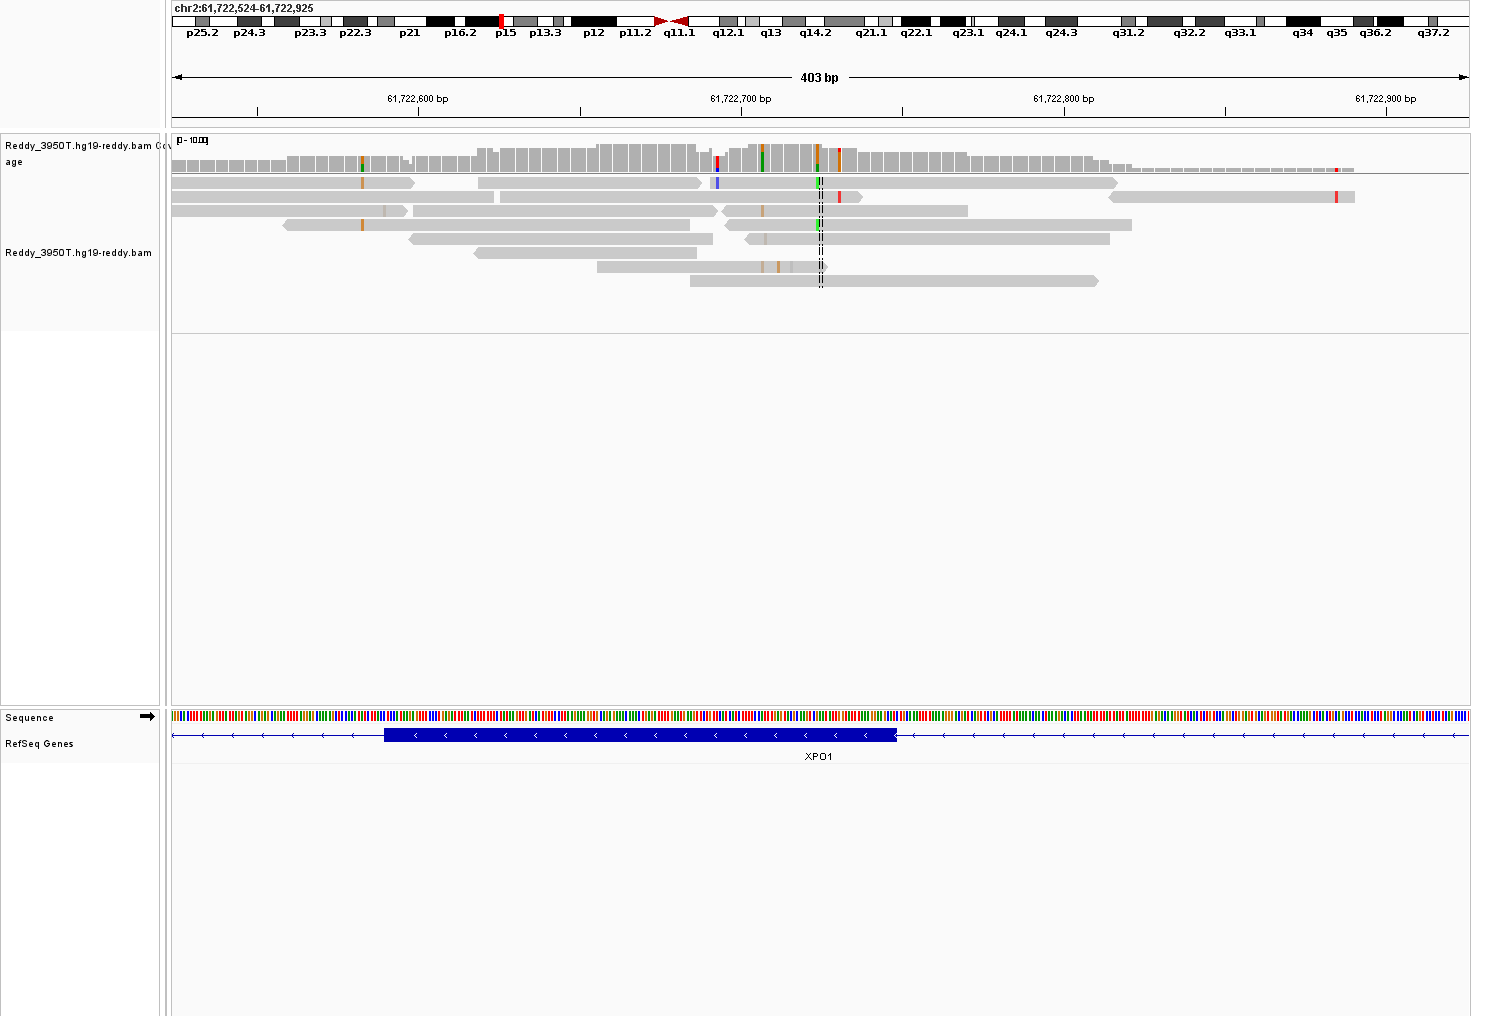 chr2:61,722,524-61,722,925
p25.2 p24.3 p23.3 p22.3 p21 p16.2 p15 p13.3 p12 p11.2 q11.1 q12.1 q13 q14.2 q21.1 q22.1 q23.1 q24.1 q24.3 q31.2 q32.2 q33.1 q34 q35 q36.2 q37.2
403 bp
61,722,600 bp 61,722,700 bp 61,722,800 bp 61,722,900 bp
[0 - 10.00]
Reddy_3950T.hg19-reddy.bam Cov
age
Reddy_3950T.hg19-reddy.bam
Sequence
RefSeq Genes
XPO1